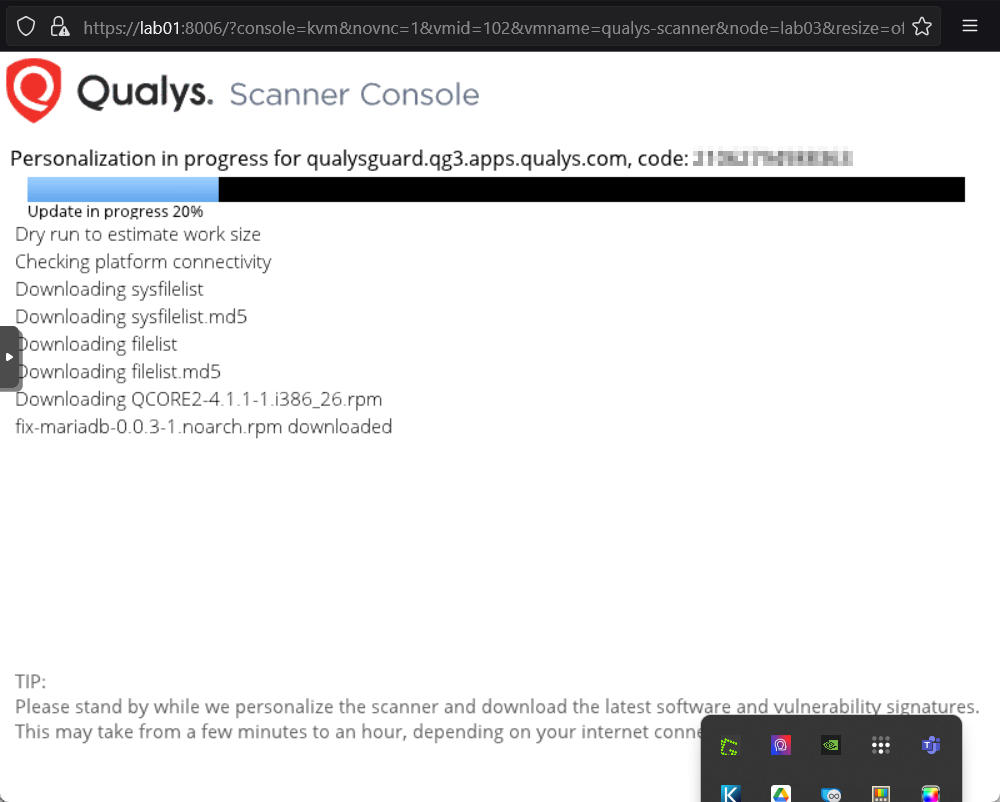 https://lab01:8006/?console=kvm&novnc=1&vmid=102&vmname=qualys-scanner&node=lab03&resize=of
Qualys. Scanner Console
Personalization in progress for qualysguard.qg3.apps.qualys.com, code:
Update in progress 20%
Dry run to estimate work size
Checking platform connectivity
Downloading sysfilelist
Downloading sysfilelist.md5
Downloading filelist
Downloading filelist.md5
Downloading QCORE2-4.1.1-1.i386_26.rpm
fix-mariadb-0.0.3-1.noarch.rpm downloaded
TIP:
Please stand by while we personalize the scanner and download the latest software and vulnerability signatures.
This may take from a few minutes to an hour, depending on your internet conne